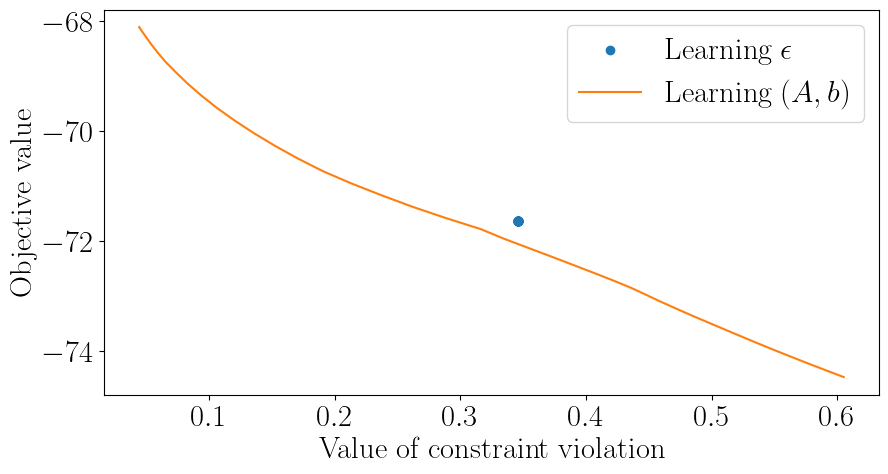 Learning ϵ
Learning (A, b)
Objective value
−68
−70
−72
−74
0.1 0.2 0.3 0.4 0.5 0.6
Value of constraint violation